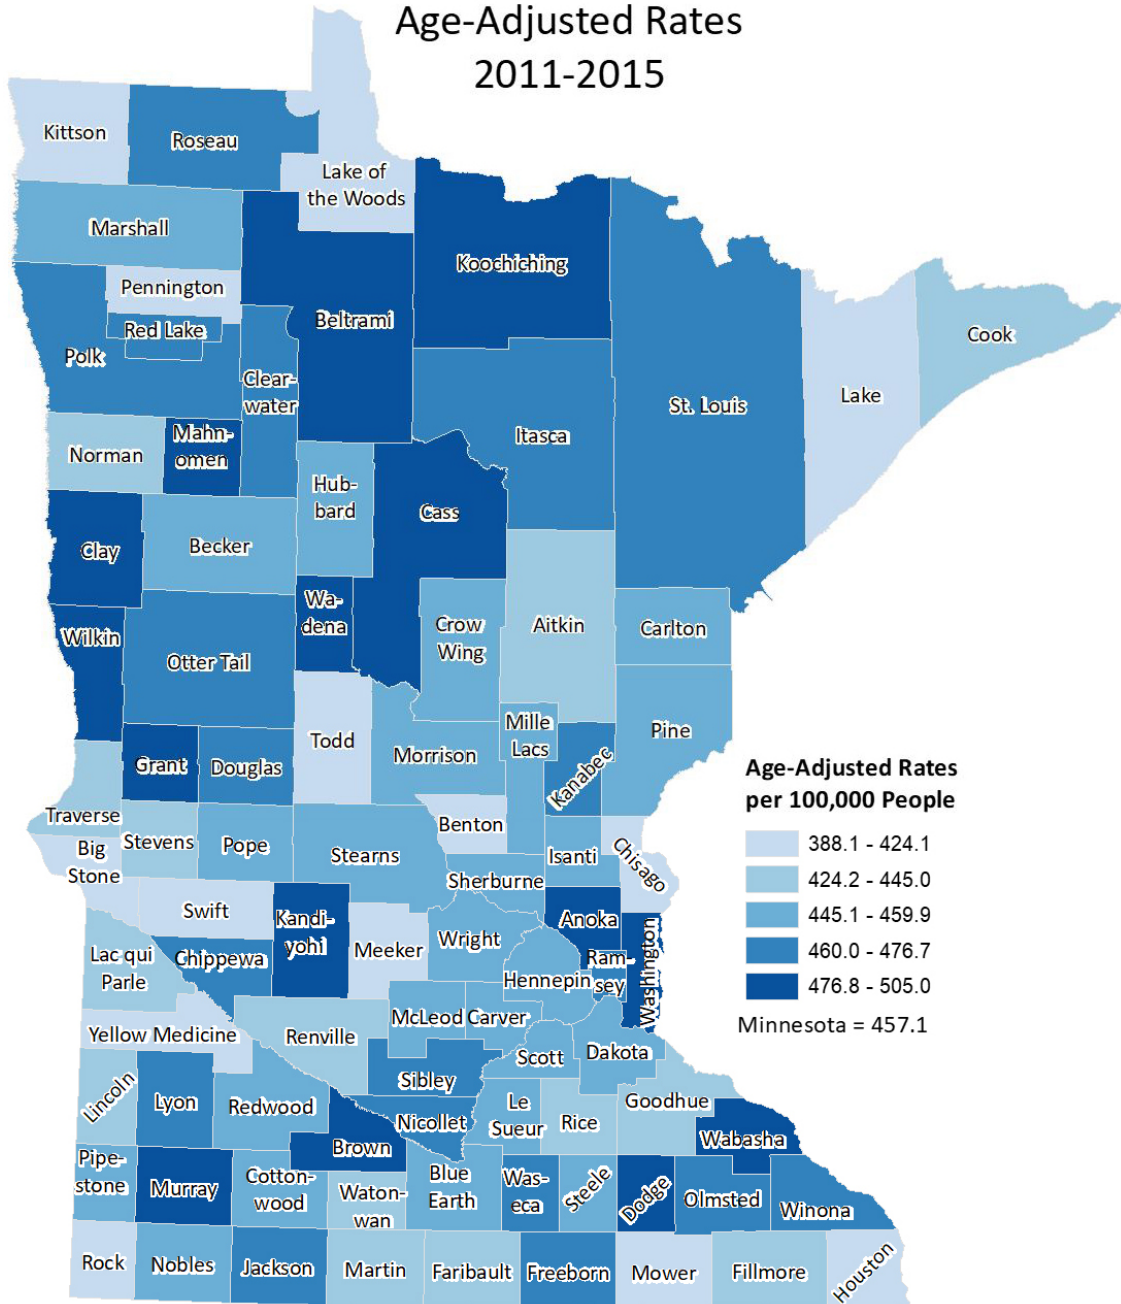 Age-Adjusted Rates
2011-2015
Kittson
Roseau
Lake of
the Woods
Marshall
Koochiching
Pennington
Beltrami
Red Lake
Cook
Polk
Clear-
water
Lake
St. Louis
Itasca
Norman
Mahn-
omen
Hub-
bard
Cass
Clay
Becker
Wa-
dena
Crow
Wing
Aitkin
Carlton
Wilkin
Otter Tail
Mille
Lacs
Pine
Todd
Morrison
Grant
Douglas
Kanabec
Traverse
Benton
Stevens
Pope
Big
Stone
Stearns
Isanti
Chisago
Sherburne
Swift
Kandi-
yohi
Anoka
Meeker
Wright
Washington
Lac qui
Parle
Chippewa
Ram-
sey
Hennepin
McLeod
Carver
Yellow Medicine
Renville
Scott
Dakota
Sibley
Lincoln
Lyon
Redwood
Le
Sueur
Rice
Goodhue
Nicollet
Brown
Wabasha
Pipe-
stone
Murray
Cotton-
wood
Waton-
wan
Blue
Earth
Was-
eca
Steele
Dodge
Olmsted
Winona
Rock
Nobles
Jackson
Martin
Faribault
Freeborn
Mower
Fillmore
Houston
Age-Adjusted Rates
per 100,000 People
388.1 - 424.1
424.2 - 445.0
445.1 - 459.9
460.0 - 476.7
476.8 - 505.0
Minnesota = 457.1